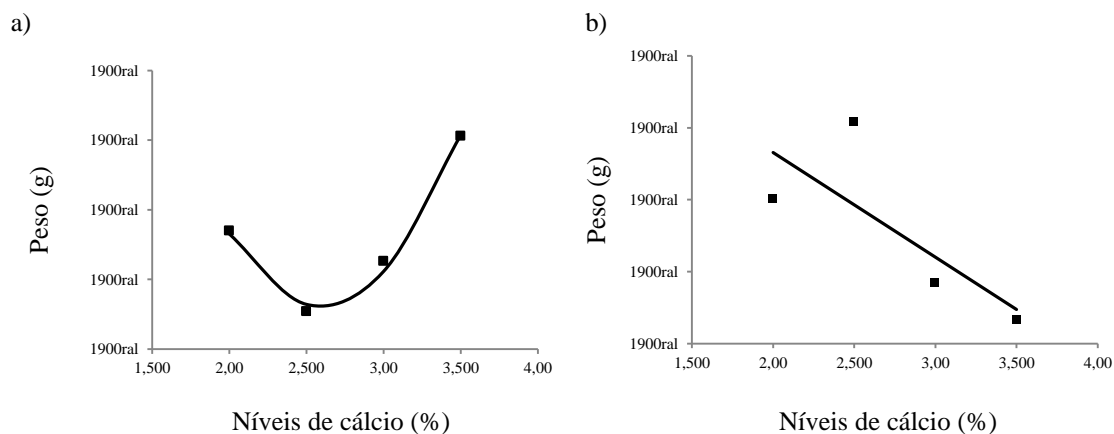 a)
1900ral
1900ral
1900ral
1900ral
1900ral
Peso (g)
1,500 2,00 2,500 3,00 3,500 4,00
Níveis de cálcio (%)
b)
1900ral
1900ral
1900ral
1900ral
1900ral
Peso (g)
1,500 2,00 2,500 3,00 3,500 4,00
Níveis de cálcio (%)